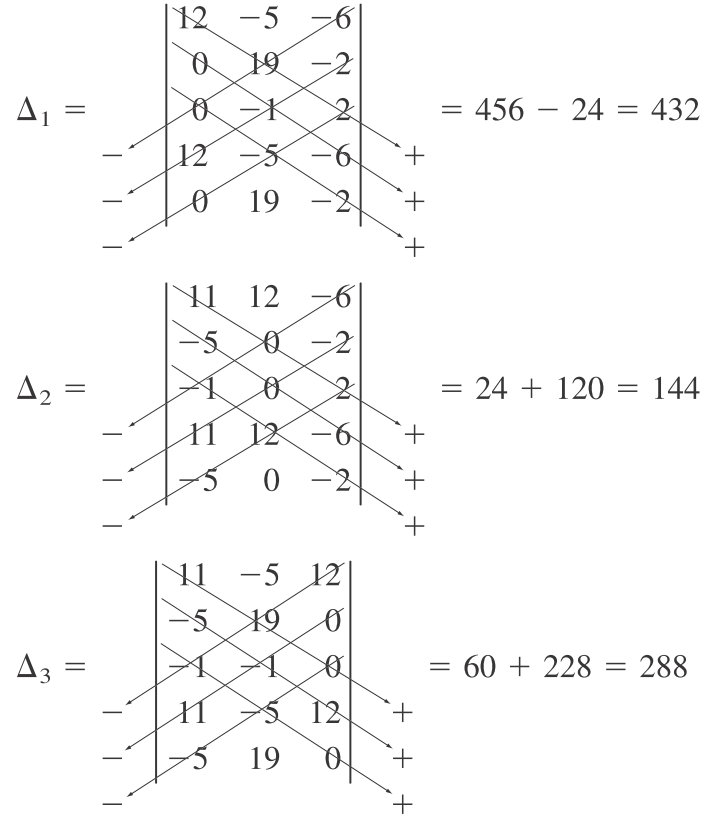 12 −5 −6
0 19 −2
Δ₁ = 0 −1 2 = 456 − 24 = 432
− 12 −5 −6 +
− 0 19 −2 +
− +
11 12 −6
−5 0 −2
Δ₂ = −1 0 2 = 24 + 120 = 144
− 11 12 −6 +
− −5 0 −2 +
− +
11 −5 12
−5 19 0
Δ₃ = −1 −1 0 = 60 + 228 = 288
− 11 −5 12 +
− −5 19 0 +
− +